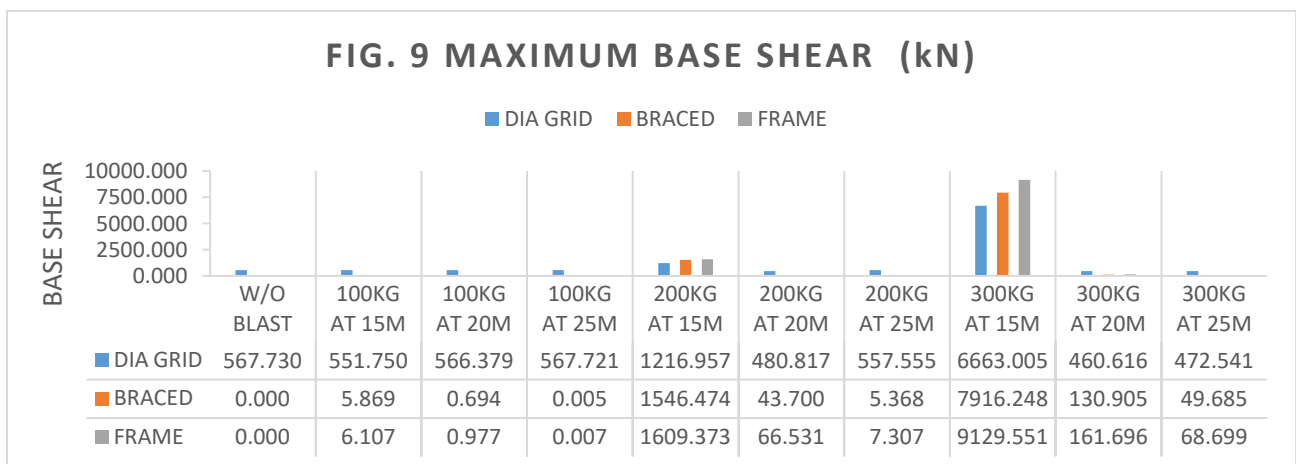 FIG. 9 MAXIMUM BASE SHEAR (kN)
DIA GRID BRACED FRAME
BASE SHEAR
10000.000
7500.000
5000.000
2500.000
0.000
W/O BLAST 100KG AT 15M 100KG AT 20M 100KG AT 25M 200KG AT 15M 200KG AT 20M 200KG AT 25M 300KG AT 15M 300KG AT 20M 300KG AT 25M
DIA GRID 567.730 551.750 566.379 567.721 1216.957 480.817 557.555 6663.005 460.616 472.541
BRACED 0.000 5.869 0.694 0.005 1546.474 43.700 5.368 7916.248 130.905 49.685
FRAME 0.000 6.107 0.977 0.007 1609.373 66.531 7.307 9129.551 161.696 68.699